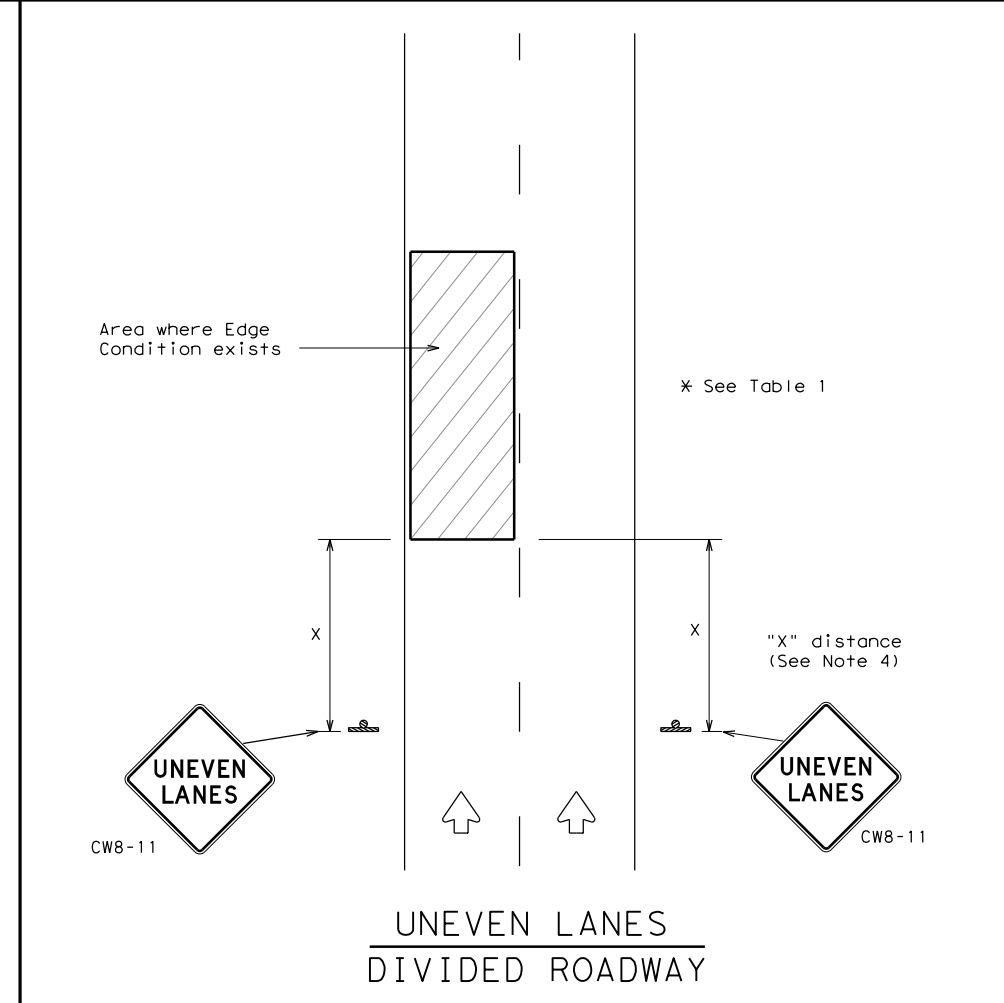 Area where Edge
Condition exists
* See Table 1
X
X
"X" distance
(See Note 4)
UNEVEN
LANES
CW8-11
UNEVEN
LANES
CW8-11
UNEVEN LANES
DIVIDED ROADWAY